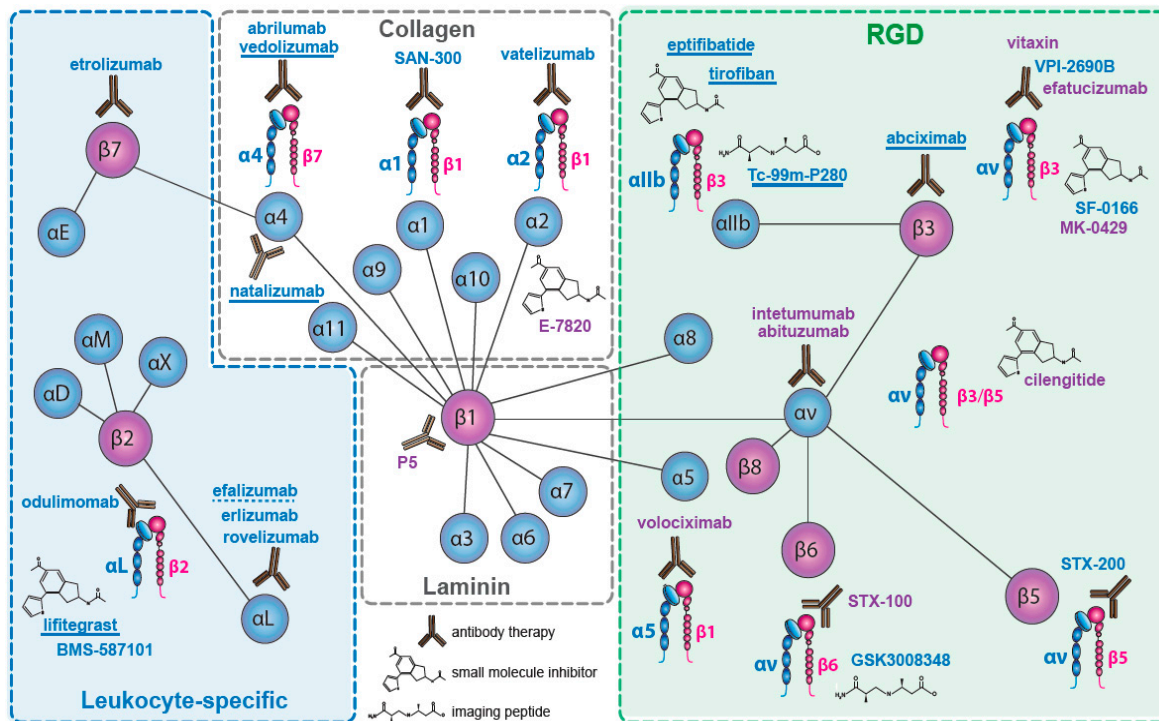 abrilumab
vedolizumab
Collagen
SAN-300
vatelizumab
α4
β7
α1
β1
α2
β1
etrolizumab
β7
αE
α4
natalizumab
α1
α2
α9
α10
α11
E-7820
RGD
eptifibatide
tirofiban
αIIb
β3
Tc-99m-P280
abciximab
vitaxin
VPI-2690B
efatucizumab
αv
β3
SF-0166
MK-0429
αIIb
β3
intetumumab
abituzumab
α8
αv
αv
β3/β5
cilengitide
β8
α5
β6
β5
volociximab
α5
β1
STX-100
αv
β6
GSK3008348
STX-200
αv
β5
β1
P5
α3
α6
α7
Laminin
αM
αX
αD
β2
odulimomab
αL
β2
efalizumab
erlizumab
rovelizumab
αL
lifitegrast
BMS-587101
Leukocyte-specific
antibody therapy
small molecule inhibitor
imaging peptide